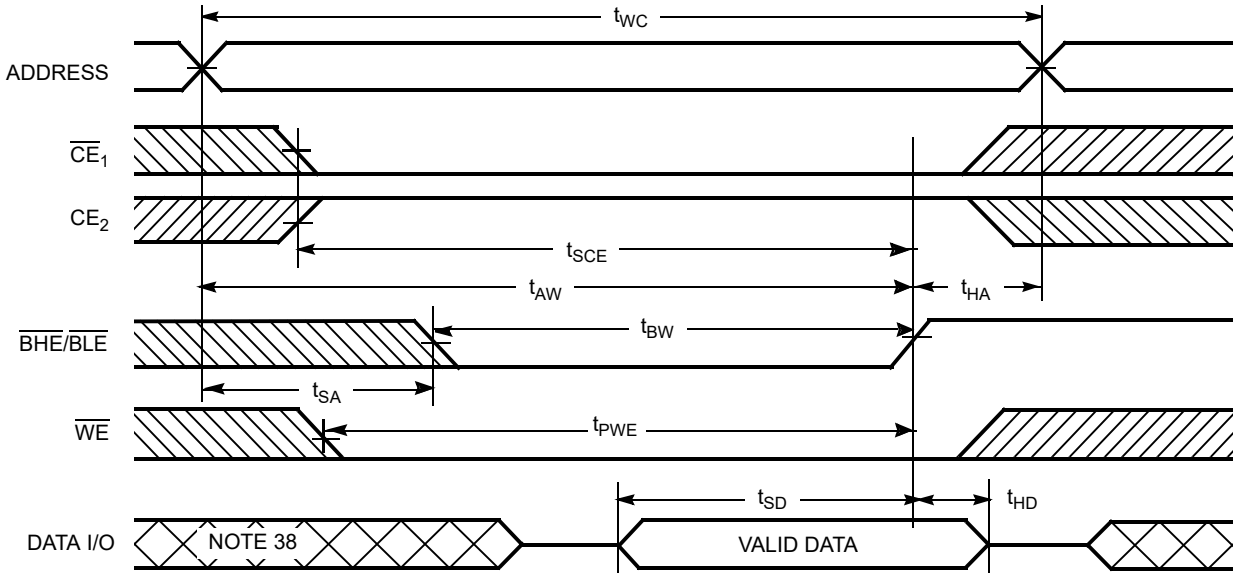 tWC
ADDRESS
CE1
CE2
tSCE
tAW
tHA
BHE/BLE
tBW
tSA
WE
tPWE
tSD
tHD
DATA I/O
NOTE 38
VALID DATA